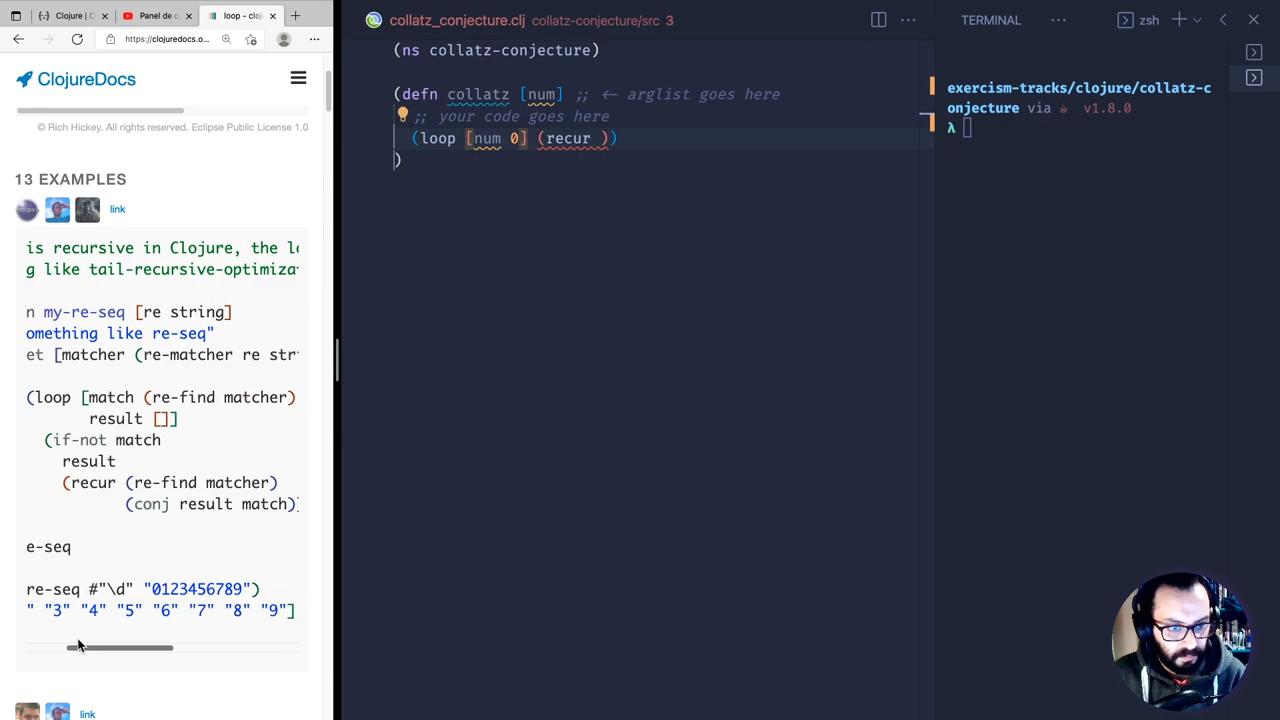 Clojure | C
Panel de c
loop - cloj
https://clojuredocs.o...
ClojureDocs
© Rich Hickey. All rights reserved. Eclipse Public License 1.0
13 EXAMPLES
link
is recursive in Clojure, the lo
g like tail-recursive-optimizat
n my-re-seq [re string]
omething like re-seq"
et [matcher (re-matcher re stri
(loop [match (re-find matcher)
result []]
(if-not match
result
(recur (re-find matcher)
(conj result match))
e-seq
re-seq #"\d" "0123456789")
" "3" "4" "5" "6" "7" "8" "9"]
link
collatz_conjecture.clj collatz-conjecture/src 3
(ns collatz-conjecture)
(defn collatz [num] ;; <- arglist goes here
;; your code goes here
(loop [num 0] (recur ))
)
TERMINAL
zsh
exercism-tracks/clojure/collatz-c
onjecture via v1.8.0
λ